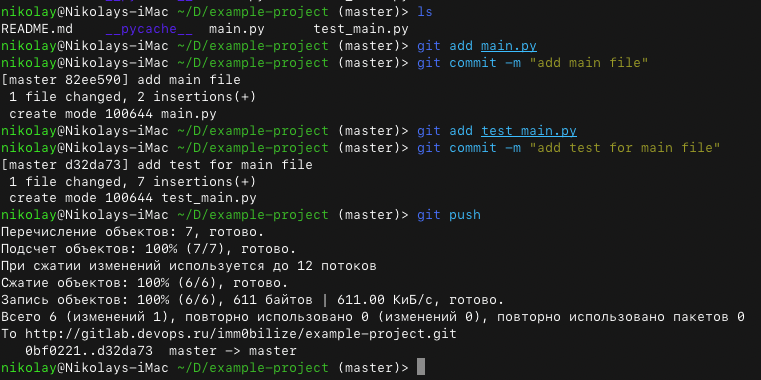 nikolay@Nikolays-iMac ~/D/example-project (master)> ls
README.md    __pycache__  main.py      test_main.py
nikolay@Nikolays-iMac ~/D/example-project (master)> git add main.py
nikolay@Nikolays-iMac ~/D/example-project (master)> git commit -m "add main file"
[master 82ee590] add main file
 1 file changed, 2 insertions(+)
 create mode 100644 main.py
nikolay@Nikolays-iMac ~/D/example-project (master)> git add test_main.py
nikolay@Nikolays-iMac ~/D/example-project (master)> git commit -m "add test for main file"
[master d32da73] add test for main file
 1 file changed, 7 insertions(+)
 create mode 100644 test_main.py
nikolay@Nikolays-iMac ~/D/example-project (master)> git push
Перечисление объектов: 7, готово.
Подсчет объектов: 100% (7/7), готово.
При сжатии изменений используется до 12 потоков
Сжатие объектов: 100% (6/6), готово.
Запись объектов: 100% (6/6), 611 байтов | 611.00 КиБ/с, готово.
Всего 6 (изменений 1), повторно использовано 0 (изменений 0), повторно использовано пакетов 0
To http://gitlab.devops.ru/imm0bilize/example-project.git
   0bf0221..d32da73  master -> master
nikolay@Nikolays-iMac ~/D/example-project (master)>